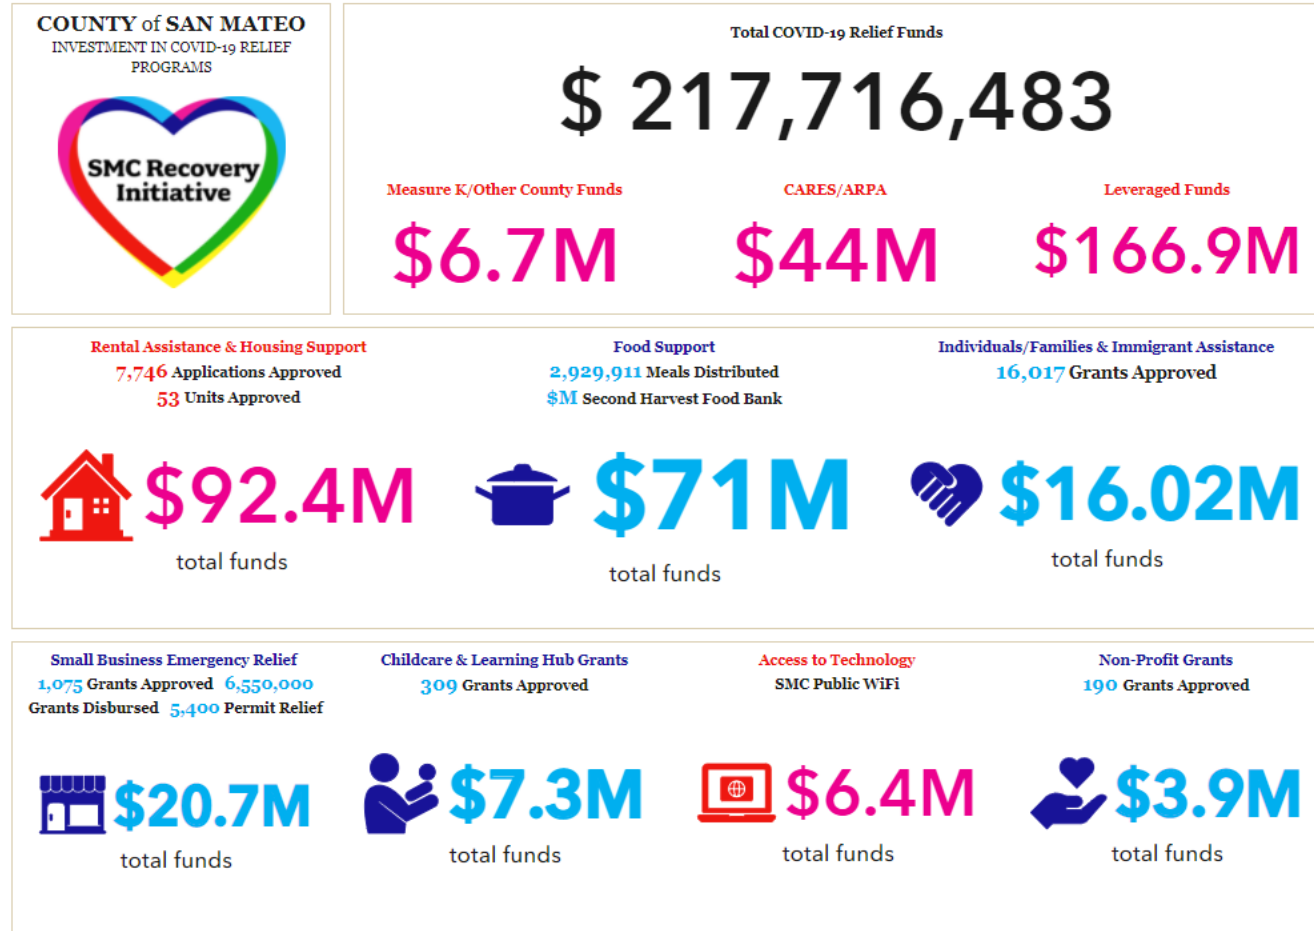 COUNTY of SAN MATEO
INVESTMENT IN COVID-19 RELIEF
PROGRAMS
SMC Recovery
Initiative
Total COVID-19 Relief Funds
$ 217,716,483
Measure K/Other County Funds
$6.7M
CARES/ARPA
$44M
Leveraged Funds
$166.9M
Rental Assistance & Housing Support
7,746 Applications Approved
53 Units Approved
$92.4M
total funds
Food Support
2,929,911 Meals Distributed
$M Second Harvest Food Bank
$71M
total funds
Individuals/Families & Immigrant Assistance
16,017 Grants Approved
$16.02M
total funds
Small Business Emergency Relief
1,075 Grants Approved 6,550,000
Grants Disbursed 5,400 Permit Relief
$20.7M
total funds
Childcare & Learning Hub Grants
309 Grants Approved
$7.3M
total funds
Access to Technology
SMC Public WiFi
$6.4M
total funds
Non-Profit Grants
190 Grants Approved
$3.9M
total funds